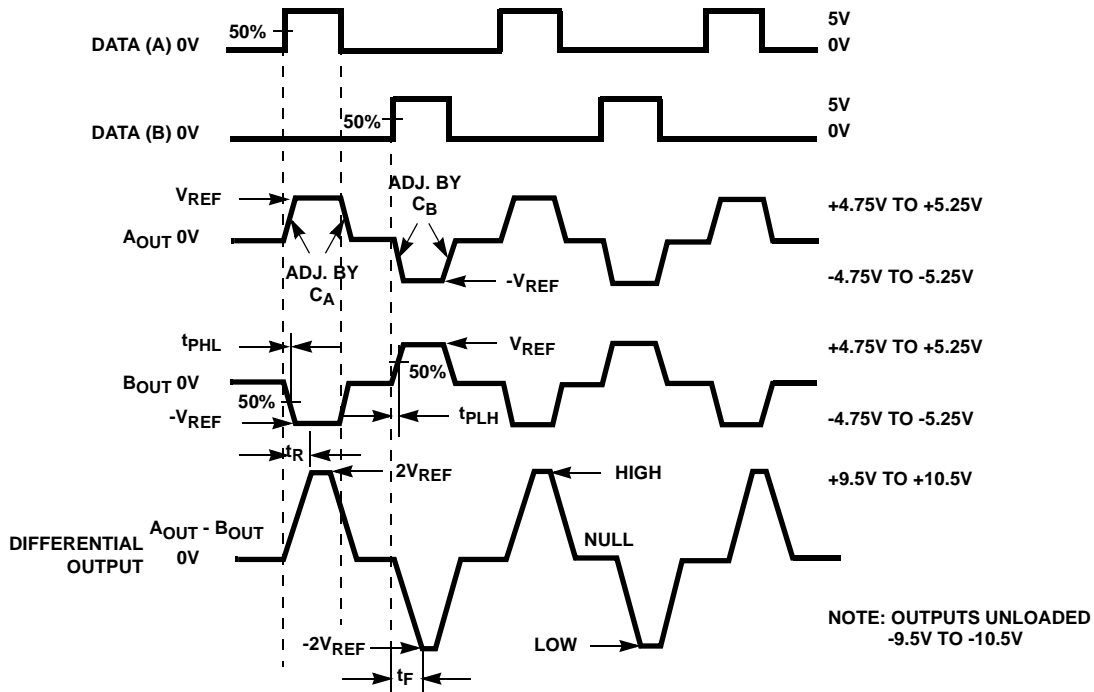 5V
50%
DATA (A) 0V
0V
5V
50%
DATA (B) 0V
0V
VREF
ADJ. BY
CB
+4.75V TO +5.25V
AOUT 0V
ADJ. BY
CA
-VREF
-4.75V TO -5.25V
tPHL
VREF
+4.75V TO +5.25V
BOUT 0V
50%
50%
-VREF
tPLH
-4.75V TO -5.25V
tR
2VREF
HIGH
+9.5V TO +10.5V
AOUT - BOUT
DIFFERENTIAL
OUTPUT
0V
NULL
-2VREF
LOW
NOTE: OUTPUTS UNLOADED
-9.5V TO -10.5V
tF